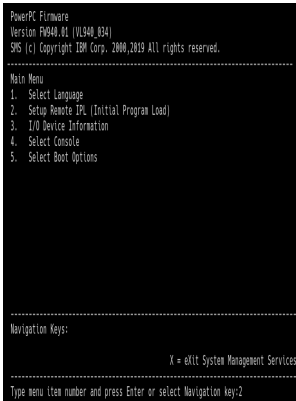 PowerPC Firmware
Version FW940.01 (VL940_034)
SMS (c) Copyright IBM Corp. 2000,2019 All rights reserved.
-------------------------------------------------------------------------------
Main Menu
1. Select Language
2. Setup Remote IPL (Initial Program Load)
3. I/O Device Information
4. Select Console
5. Select Boot Options
-------------------------------------------------------------------------------
Navigation Keys:
X = eXit System Management Services
-------------------------------------------------------------------------------
Type menu item number and press Enter or select Navigation key:2